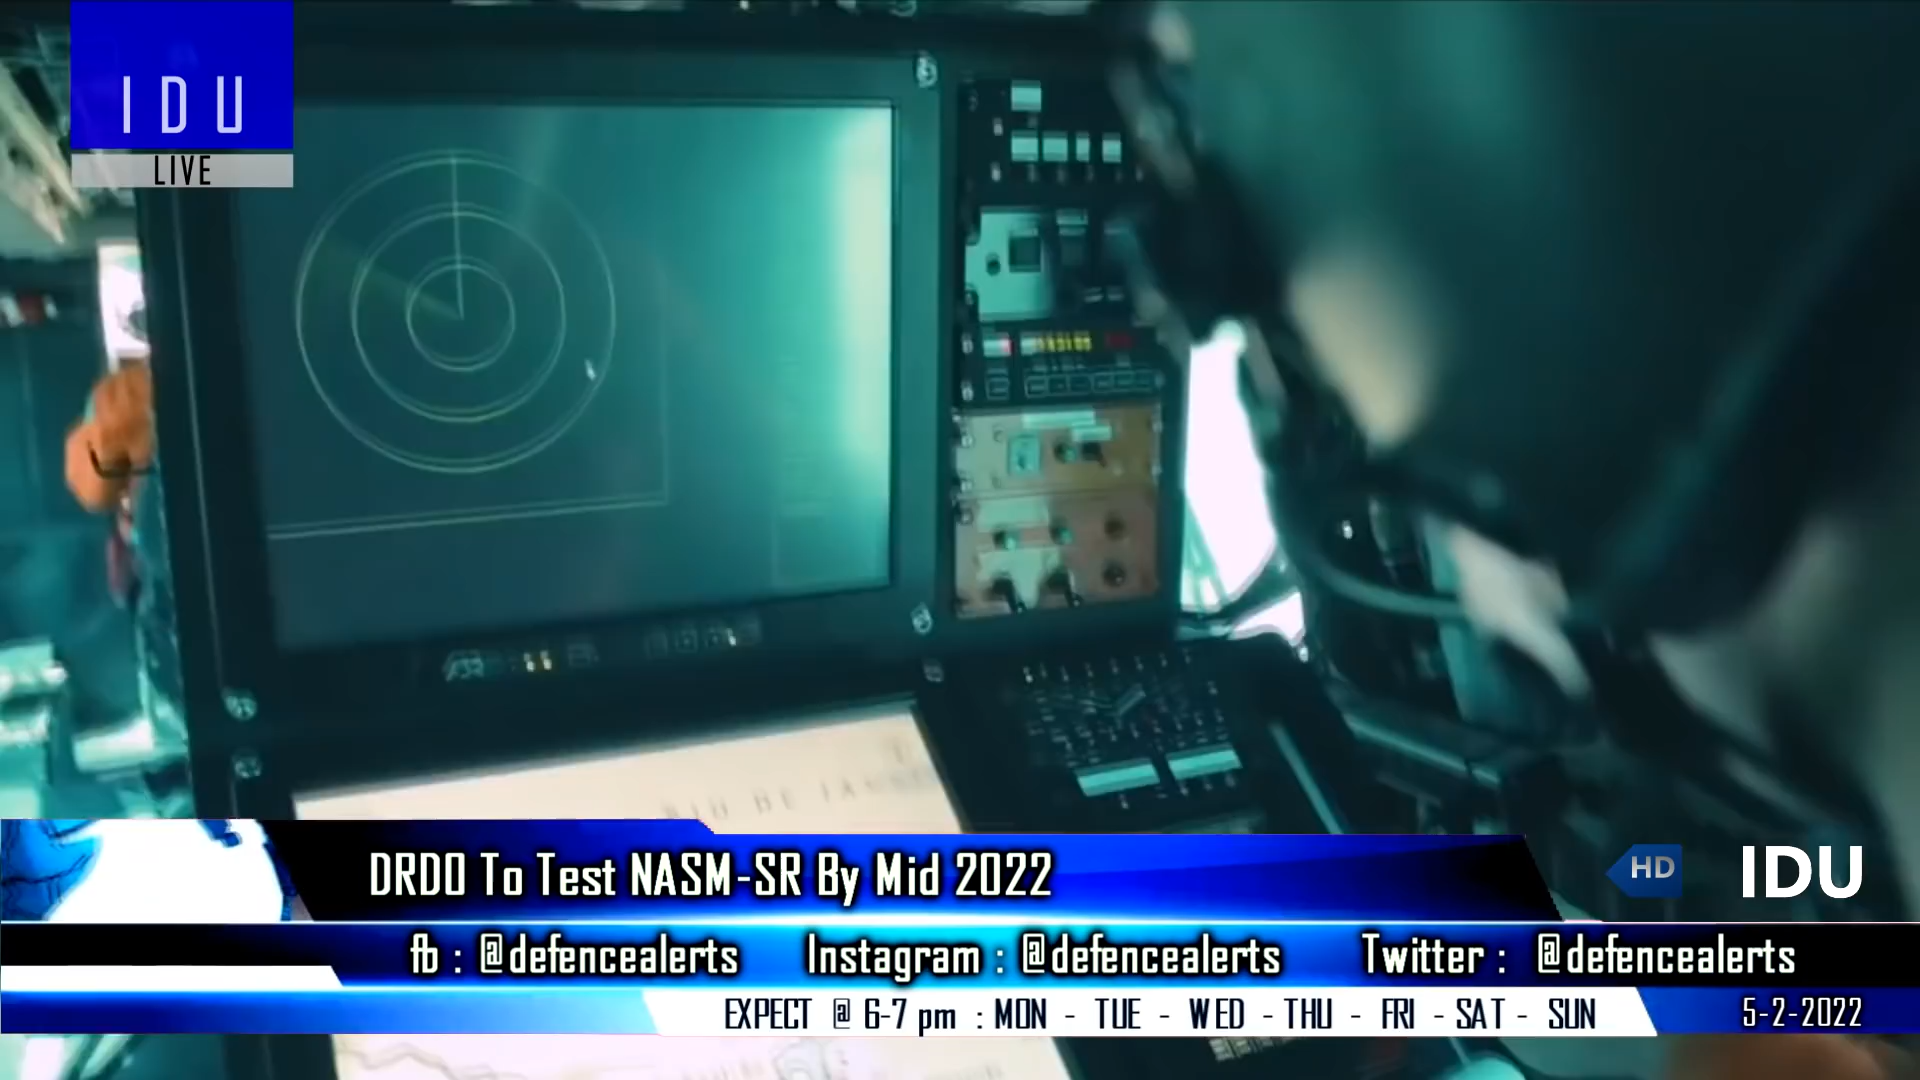 IDU
LIVE
DRDO To Test NASM-SR By Mid 2022
HD
IDU
fb : @defencealerts Instagram : @defencealerts Twitter : @defencealerts
EXPECT @ 6-7 pm : MON - TUE - WED - THU - FRI - SAT - SUN
5-2-2022